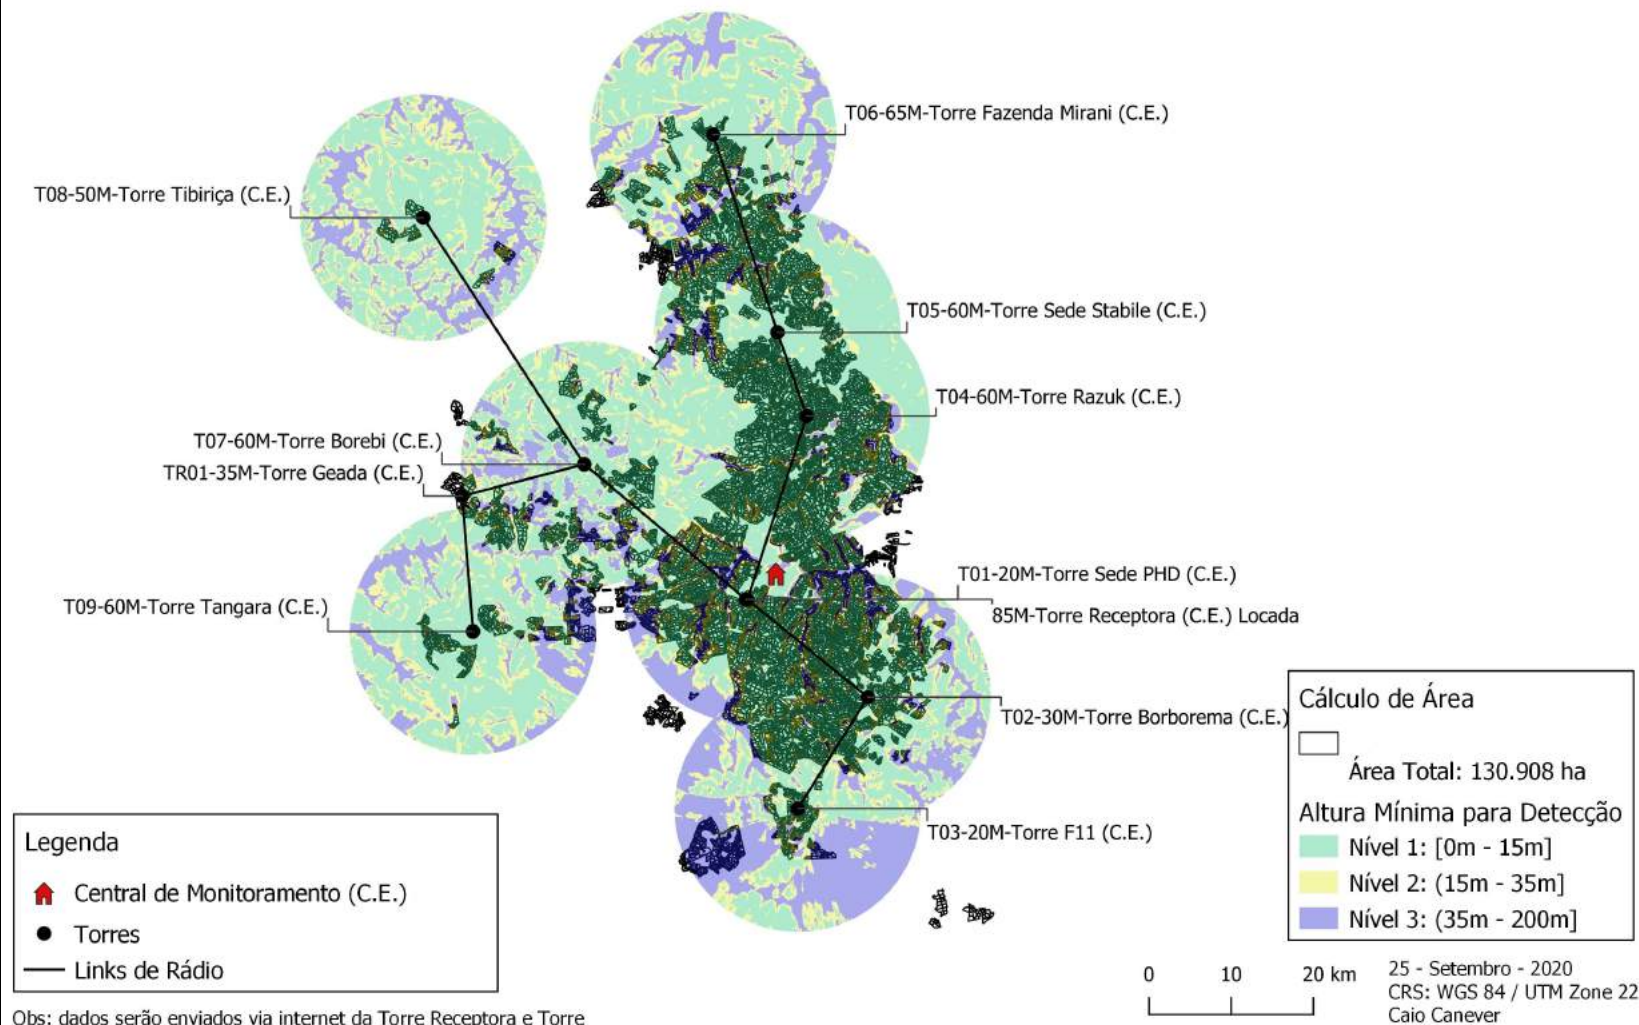 T06-65M-Torre Fazenda Mirani (C.E.)
T08-50M-Torre Tibiriça (C.E.)
T05-60M-Torre Sede Stabile (C.E.)
T04-60M-Torre Razuk (C.E.)
T07-60M-Torre Borebi (C.E.)
TR01-35M-Torre Geada (C.E.)
T01-20M-Torre Sede PHD (C.E.)
T09-60M-Torre Tangara (C.E.)
85M-Torre Receptora (C.E.) Locada
T02-30M-Torre Borborema (C.E.)
T03-20M-Torre F11 (C.E.)
Cálculo de Área
Área Total: 130.908 ha
Altura Mínima para Detecção
Nível 1: [0m - 15m]
Nível 2: (15m - 35m]
Nível 3: (35m - 200m]
Legenda
Central de Monitoramento (C.E.)
Torres
Links de Rádio
0 10 20 km
25 - Setembro - 2020
CRS: WGS 84 / UTM Zone 22
Caio Canever
Obs: dados serão enviados via internet da Torre Receptora e Torre